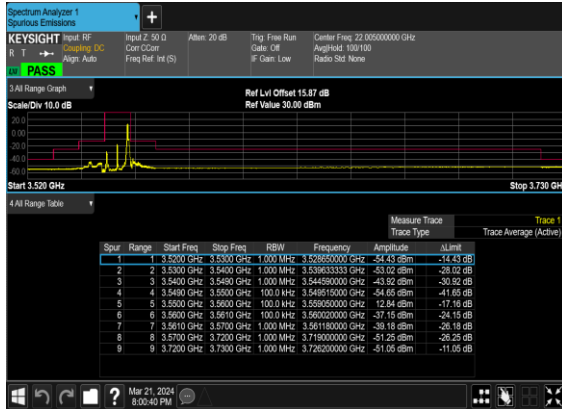 Spectrum Analyzer 1
Spurious Emissions
KEYSIGHT Input: RF Input Z: 50 Ω Atten: 20 dB Trig: Free Run Center Freq: 22.005000000 GHz
R T Coupling: DC Corr CCorr Gate: Off Avg|Hold: 100/100
Align: Auto Freq Ref: Int (S) IF Gain: Low Radio Std: None
PASS
3 All Range Graph
Ref Lvl Offset 15.87 dB
Scale/Div 10.0 dB Ref Value 30.00 dBm
20.0
0.00
-20.0
-40.0
-60.0
Start 3.520 GHz Stop 3.730 GHz
4 All Range Table
Measure Trace Trace 1
Trace Type Trace Average (Active)
Spur Range Start Freq Stop Freq RBW Frequency Amplitude ΔLimit
1 1 3.5200 GHz 3.5300 GHz 1.000 MHz 3.528650000 GHz -54.43 dBm -14.43 dB
2 2 3.5300 GHz 3.5400 GHz 1.000 MHz 3.539633333 GHz -53.02 dBm -28.02 dB
3 3 3.5400 GHz 3.5490 GHz 1.000 MHz 3.544590000 GHz -43.92 dBm -30.92 dB
4 4 3.5490 GHz 3.5500 GHz 100.0 kHz 3.549515000 GHz -54.65 dBm -41.65 dB
5 5 3.5500 GHz 3.5600 GHz 100.0 kHz 3.559050000 GHz 12.84 dBm -17.16 dB
6 6 3.5600 GHz 3.5610 GHz 100.0 kHz 3.560020000 GHz -37.15 dBm -24.15 dB
7 7 3.5610 GHz 3.5700 GHz 1.000 MHz 3.561180000 GHz -39.18 dBm -26.18 dB
8 8 3.5700 GHz 3.7200 GHz 1.000 MHz 3.719000000 GHz -51.25 dBm -26.25 dB
9 9 3.7200 GHz 3.7300 GHz 1.000 MHz 3.726200000 GHz -51.05 dBm -11.05 dB
Mar 21, 2024
8:00:40 PM